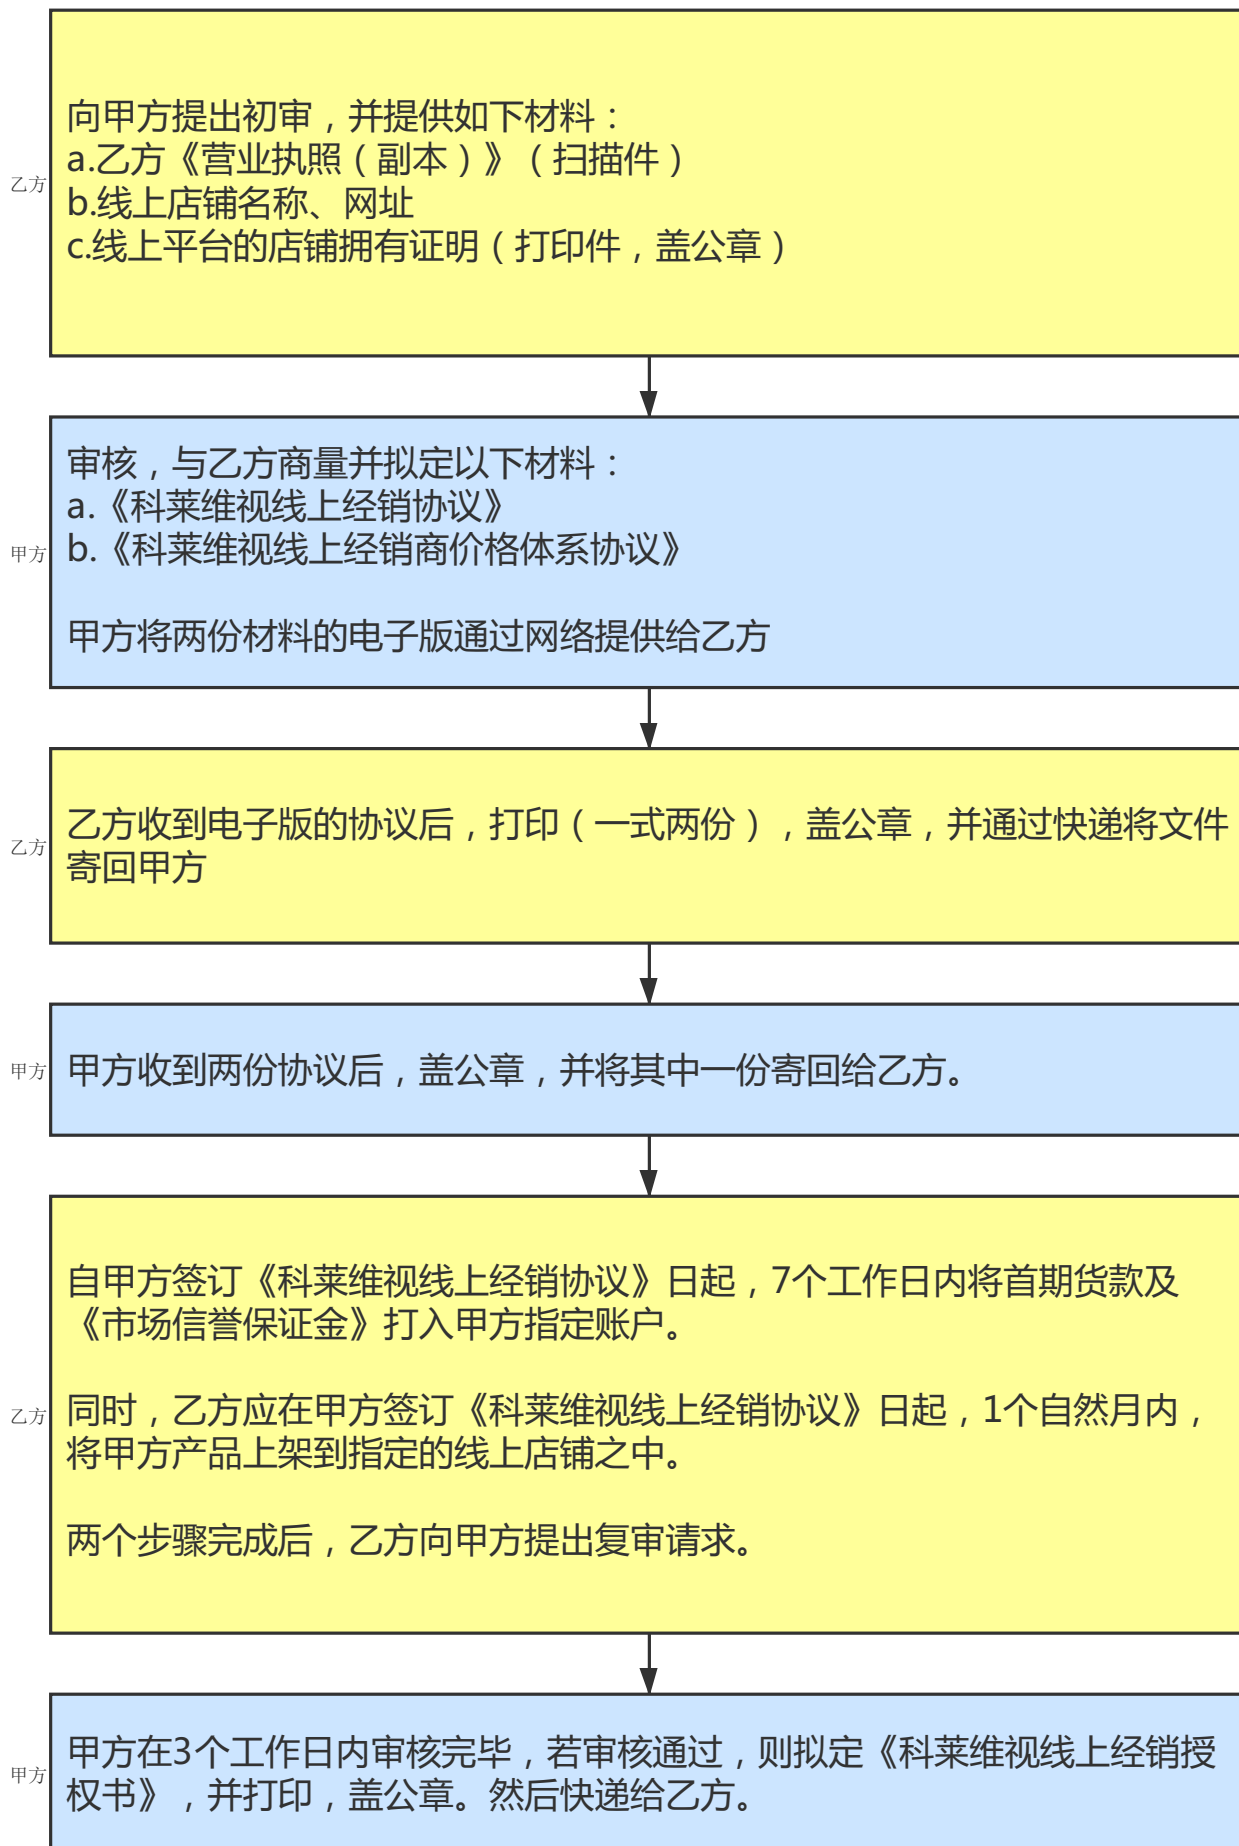 向甲方提出初审，并提供如下材料：
a.乙方《营业执照（副本）》（扫描件）
乙方
b.线上店铺名称、网址
c.线上平台的店铺拥有证明（打印件，盖公章）
审核，与乙方商量并拟定以下材料：
a.《科莱维视线上经销协议》
b.《科莱维视线上经销商价格体系协议》
甲方
甲方将两份材料的电子版通过网络提供给乙方
乙方收到电子版的协议后，打印（一式两份），盖公章，并通过快递将文件
乙方
寄回甲方
甲方
甲方收到两份协议后，盖公章，并将其中一份寄回给乙方。
自甲方签订《科莱维视线上经销协议》日起，7个工作日内将首期货款及
《市场信誉保证金》打入甲方指定账户。
乙方
同时，乙方应在甲方签订《科莱维视线上经销协议》日起，1个自然月内，
将甲方产品上架到指定的线上店铺之中。
两个步骤完成后，乙方向甲方提出复审请求。
甲方在3个工作日内审核完毕，若审核通过，则拟定《科莱维视线上经销授
甲方
权书》，并打印，盖公章。然后快递给乙方。